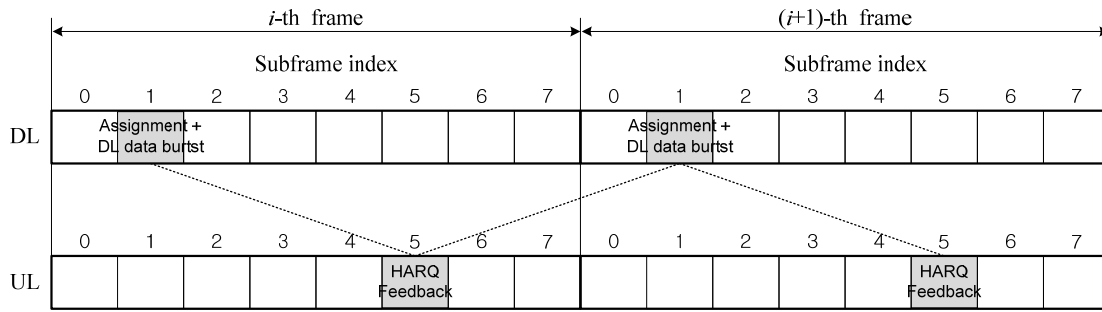 i-th frame (i+1)-th frame
Subframe index Subframe index
0 1 2 3 4 5 6 7 0 1 2 3 4 5 6 7
DL Assignment + Assignment +
DL data burtst DL data burtst
0 1 2 3 4 5 6 7 0 1 2 3 4 5 6 7
UL HARQ HARQ
Feedback Feedback